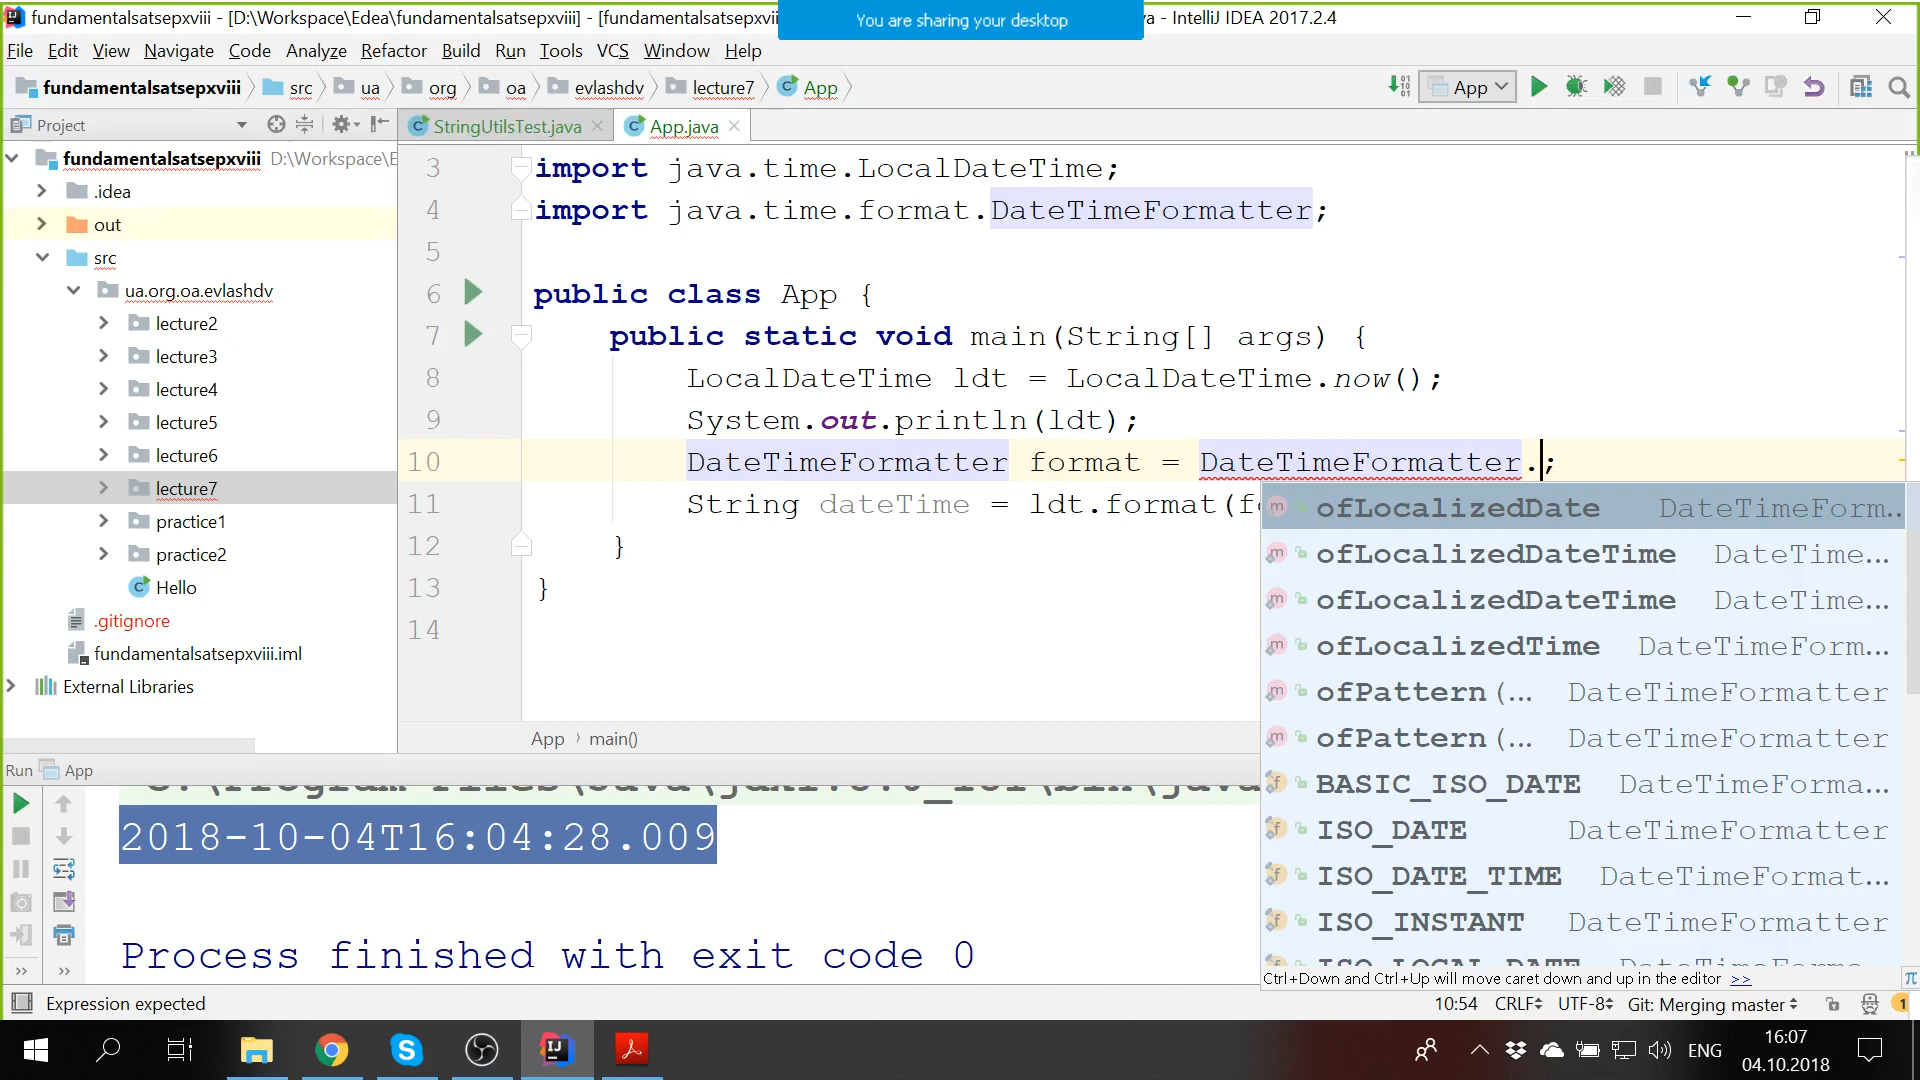 fundamentalsatsepxviii - [D:\Workspace\Edea\fundamentalsatsepxviii] - [fundamentalsatsepxvii
You are sharing your desktop
- IntelliJ IDEA 2017.2.4
File Edit View Navigate Code Analyze Refactor Build Run Tools VCS Window Help
fundamentalsatsepxviii src ua org oa evlashdv lecture7 App
App
Project
StringUtilsTest.java
App.java
fundamentalsatsepxviii D:\Workspace\E
.idea
out
src
ua.org.oa.evlashdv
lecture2
lecture3
lecture4
lecture5
lecture6
lecture7
practice1
practice2
Hello
.gitignore
fundamentalsatsepxviii.iml
External Libraries
3 import java.time.LocalDateTime;
4 import java.time.format.DateTimeFormatter;
5
6 public class App {
7 public static void main(String[] args) {
8 LocalDateTime ldt = LocalDateTime.now();
9 System.out.println(ldt);
10 DateTimeFormatter format = DateTimeFormatter.;
11 String dateTime = ldt.format(f
12 }
13 }
14
ofLocalizedDate DateTimeForm…
ofLocalizedDateTime DateTime…
ofLocalizedDateTime DateTime…
ofLocalizedTime DateTimeForm…
ofPattern(… DateTimeFormatter
ofPattern(… DateTimeFormatter
BASIC_ISO_DATE DateTimeForma…
ISO_DATE DateTimeFormatter
ISO_DATE_TIME DateTimeFormat…
ISO_INSTANT DateTimeFormatter
ISO_LOCAL_DATE DateTimeForma…
Ctrl+Down and Ctrl+Up will move caret down and up in the editor >>
π
App › main()
Run App
2018-10-04T16:04:28.009
Process finished with exit code 0
Expression expected
10:54 CRLF UTF-8 Git: Merging master 1
ENG
16:07
04.10.2018